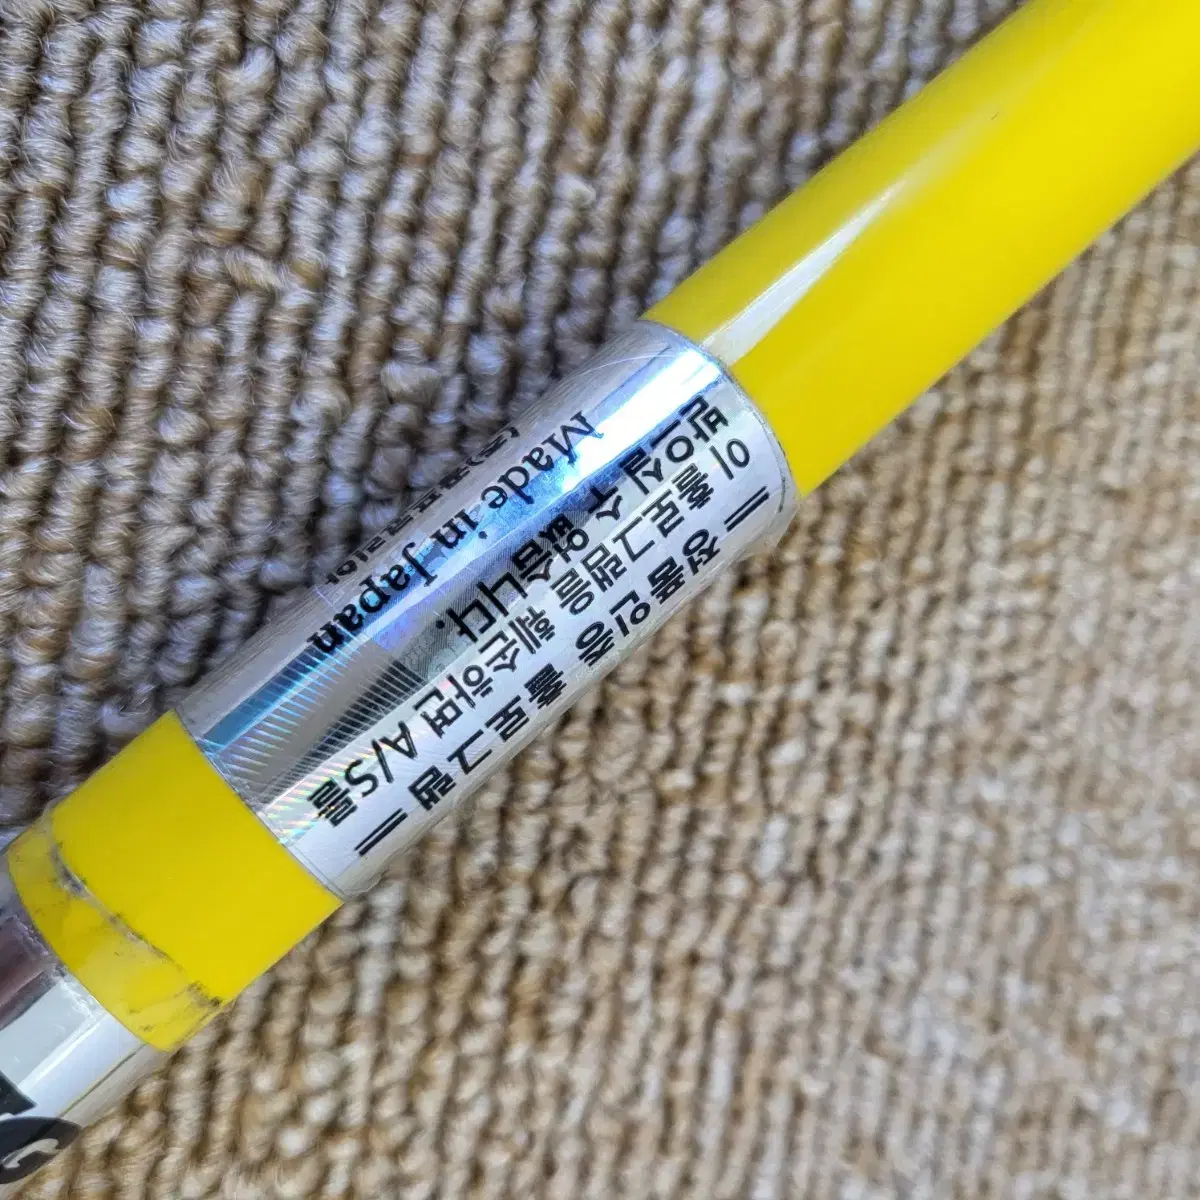 = 정품 인증 홀로그램 =
이 홀로그램을 훼손하면 A/S를
받으실 수 없습니다.
Made in Japan